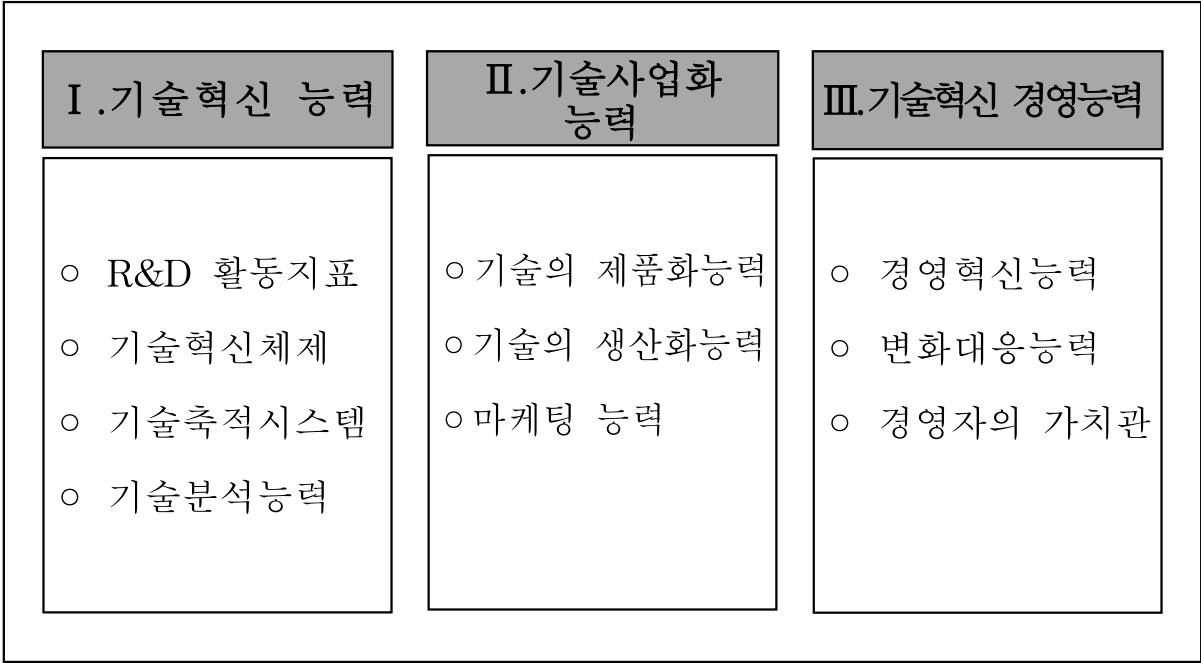 Ⅰ.기술혁신 능력
○ R&D 활동지표
○ 기술혁신체제
○ 기술축적시스템
○ 기술분석능력
Ⅱ.기술사업화
능력
○기술의 제품화능력
○기술의 생산화능력
○마케팅 능력
Ⅲ.기술혁신 경영능력
○ 경영혁신능력
○ 변화대응능력
○ 경영자의 가치관